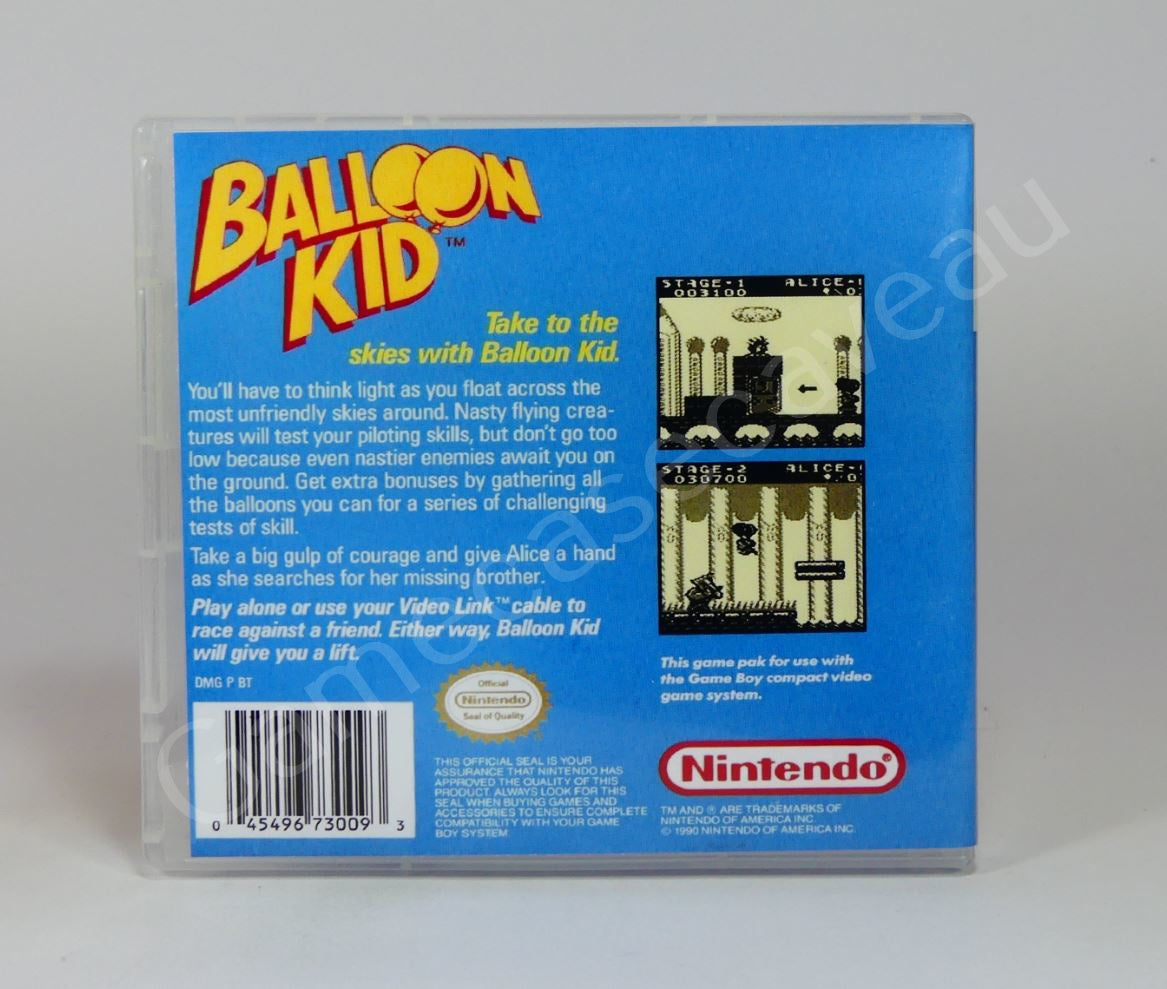 BALLOON
KID™
Take to the
skies with Balloon Kid.
You'll have to think light as you float across the
most unfriendly skies around. Nasty flying crea-
tures will test your piloting skills, but don't go too
low because even nastier enemies await you on
the ground. Get extra bonuses by gathering all
the balloons you can for a series of challenging
tests of skill.
Take a big gulp of courage and give Alice a hand
as she searches for her missing brother.
Play alone or use your Video Link™ cable to
race against a friend. Either way, Balloon Kid
will give you a lift.
DMG P BT
0 45496 73009 3
Official
Nintendo
Seal of Quality
THIS OFFICIAL SEAL IS YOUR
ASSURANCE THAT NINTENDO HAS
APPROVED THE QUALITY OF THIS
PRODUCT. ALWAYS LOOK FOR THIS
SEAL WHEN BUYING GAMES AND
ACCESSORIES TO ENSURE COMPLETE
COMPATIBILITY WITH YOUR GAME
BOY SYSTEM.
STAGE-1 ALICE-
003100
STAGE-2 ALICE-
030700
This game pak for use with
the Game Boy compact video
game system.
Nintendo®
TM AND ® ARE TRADEMARKS OF
NINTENDO OF AMERICA INC.
© 1990 NINTENDO OF AMERICA INC.
Gamecasecaveau